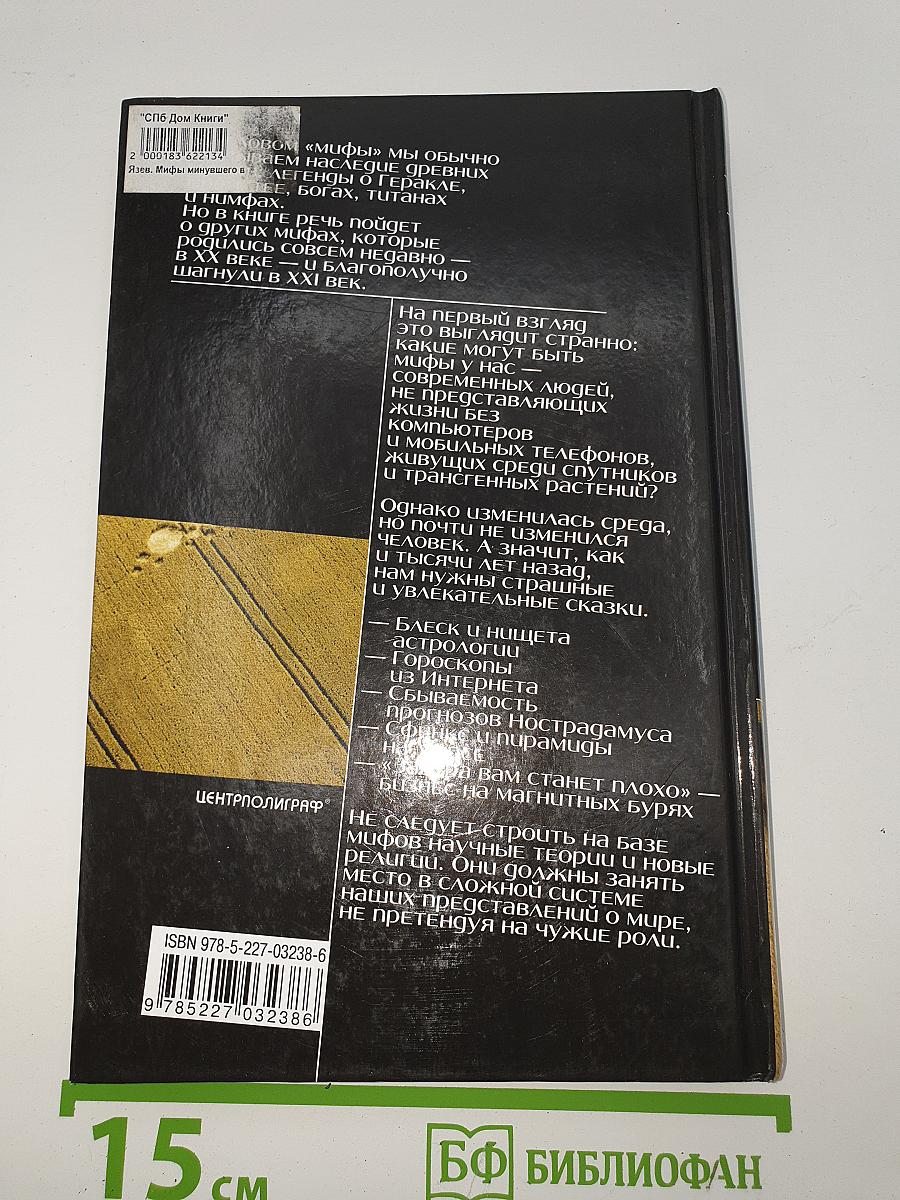 "СПб Дом Книги"
2 000183 622134
Язев. Мифы минувшего в
«мифы» мы обычно
наследие древних
легенды о Геракле,
богах, титанах
и нимфах.
Но в книге речь пойдет
о других мифах, которые
родились совсем недавно —
в XX веке — и благополучно
шагнули в XXI век.
На первый взгляд
это выглядит странно:
какие могут быть
мифы у нас —
современных людей,
не представляющих
жизни без
компьютеров
и мобильных телефонов,
живущих среди спутников
и трансгенных растений?
Однако изменилась среда,
но почти не изменился
человек. А значит, как
и тысячи лет назад,
нам нужны страшные
и увлекательные сказки.
— Блеск и нищета
астрологии
— Гороскопы
из Интернета
— Сбываемость
прогнозов Нострадамуса
— Сфинкс и пирамиды
на
— вам станет плохо» —
бизнес на магнитных бурях
Не следует строить на базе
мифов научные теории и новые
религии. Они должны занять
место в сложной системе
наших представлений о мире,
не претендуя на чужие роли.
ЦЕНТРПОЛИГРАФ®
ISBN 978-5-227-03238-6
9 785227 032386
15 см
БФ БИБЛИОФАН